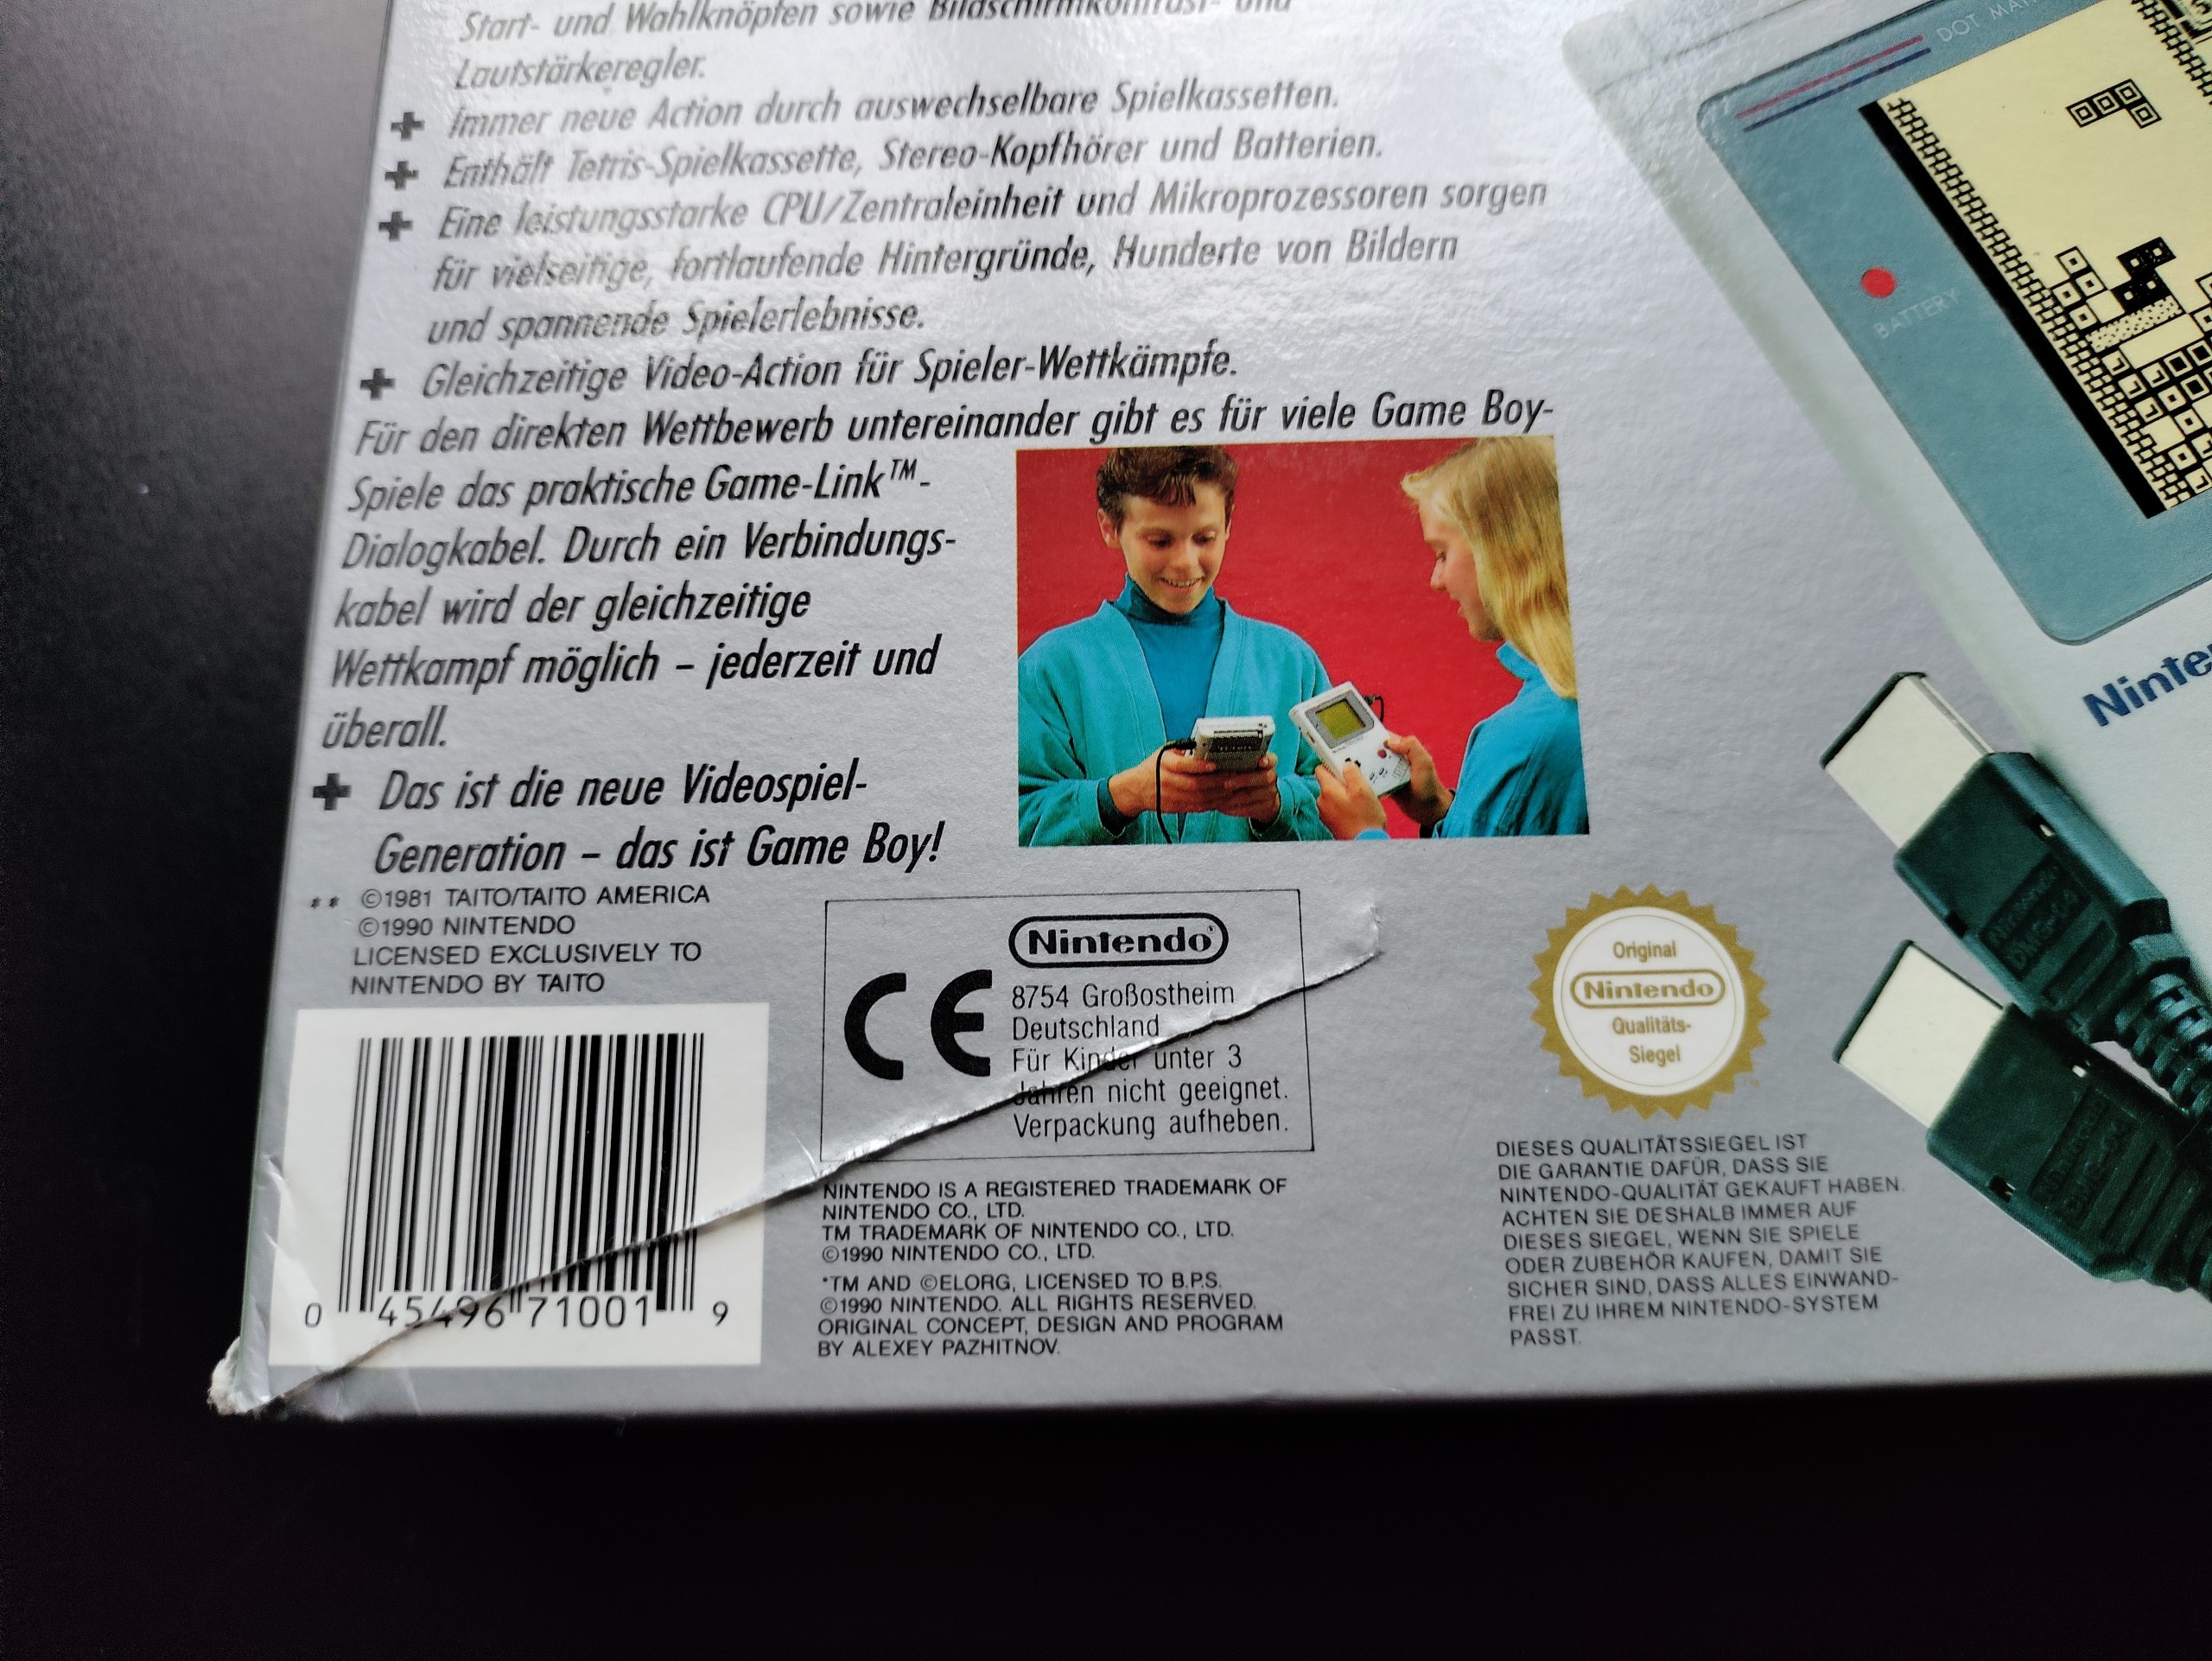 Start- und Wahlknöpfen sowie Bildschirmkontrast- und
Lautstärkeregler.
+ Immer neue Action durch auswechselbare Spielkassetten.
+ Enthält Tetris-Spielkassette, Stereo-Kopfhörer und Batterien.
+ Eine leistungsstarke CPU/Zentraleinheit und Mikroprozessoren sorgen
für vielseitige, fortlaufende Hintergründe, Hunderte von Bildern
und spannende Spielerlebnisse.
+ Gleichzeitige Video-Action für Spieler-Wettkämpfe.
Für den direkten Wettbewerb untereinander gibt es für viele Game Boy-
Spiele das praktische Game-Link™-
Dialogkabel. Durch ein Verbindungs-
kabel wird der gleichzeitige
Wettkampf möglich – jederzeit und
überall.
+ Das ist die neue Videospiel-
Generation – das ist Game Boy!
** ©1981 TAITO/TAITO AMERICA
©1990 NINTENDO
LICENSED EXCLUSIVELY TO
NINTENDO BY TAITO
0 45496 71001 9
Nintendo
CE
8754 Großostheim
Deutschland
Für Kinder unter 3
Jahren nicht geeignet.
Verpackung aufheben.
NINTENDO IS A REGISTERED TRADEMARK OF
NINTENDO CO., LTD.
TM TRADEMARK OF NINTENDO CO., LTD.
©1990 NINTENDO CO., LTD.
*TM AND ©ELORG, LICENSED TO B.P.S.
©1990 NINTENDO. ALL RIGHTS RESERVED.
ORIGINAL CONCEPT, DESIGN AND PROGRAM
BY ALEXEY PAZHITNOV.
Original
Nintendo
Qualitäts-
Siegel
DIESES QUALITÄTSSIEGEL IST
DIE GARANTIE DAFÜR, DASS SIE
NINTENDO-QUALITÄT GEKAUFT HABEN.
ACHTEN SIE DESHALB IMMER AUF
DIESES SIEGEL, WENN SIE SPIELE
ODER ZUBEHÖR KAUFEN, DAMIT SIE
SICHER SIND, DASS ALLES EINWAND-
FREI ZU IHREM NINTENDO-SYSTEM
PASST.
DOT MA
BATTERY
Ninte
Nintendo
DMG-04